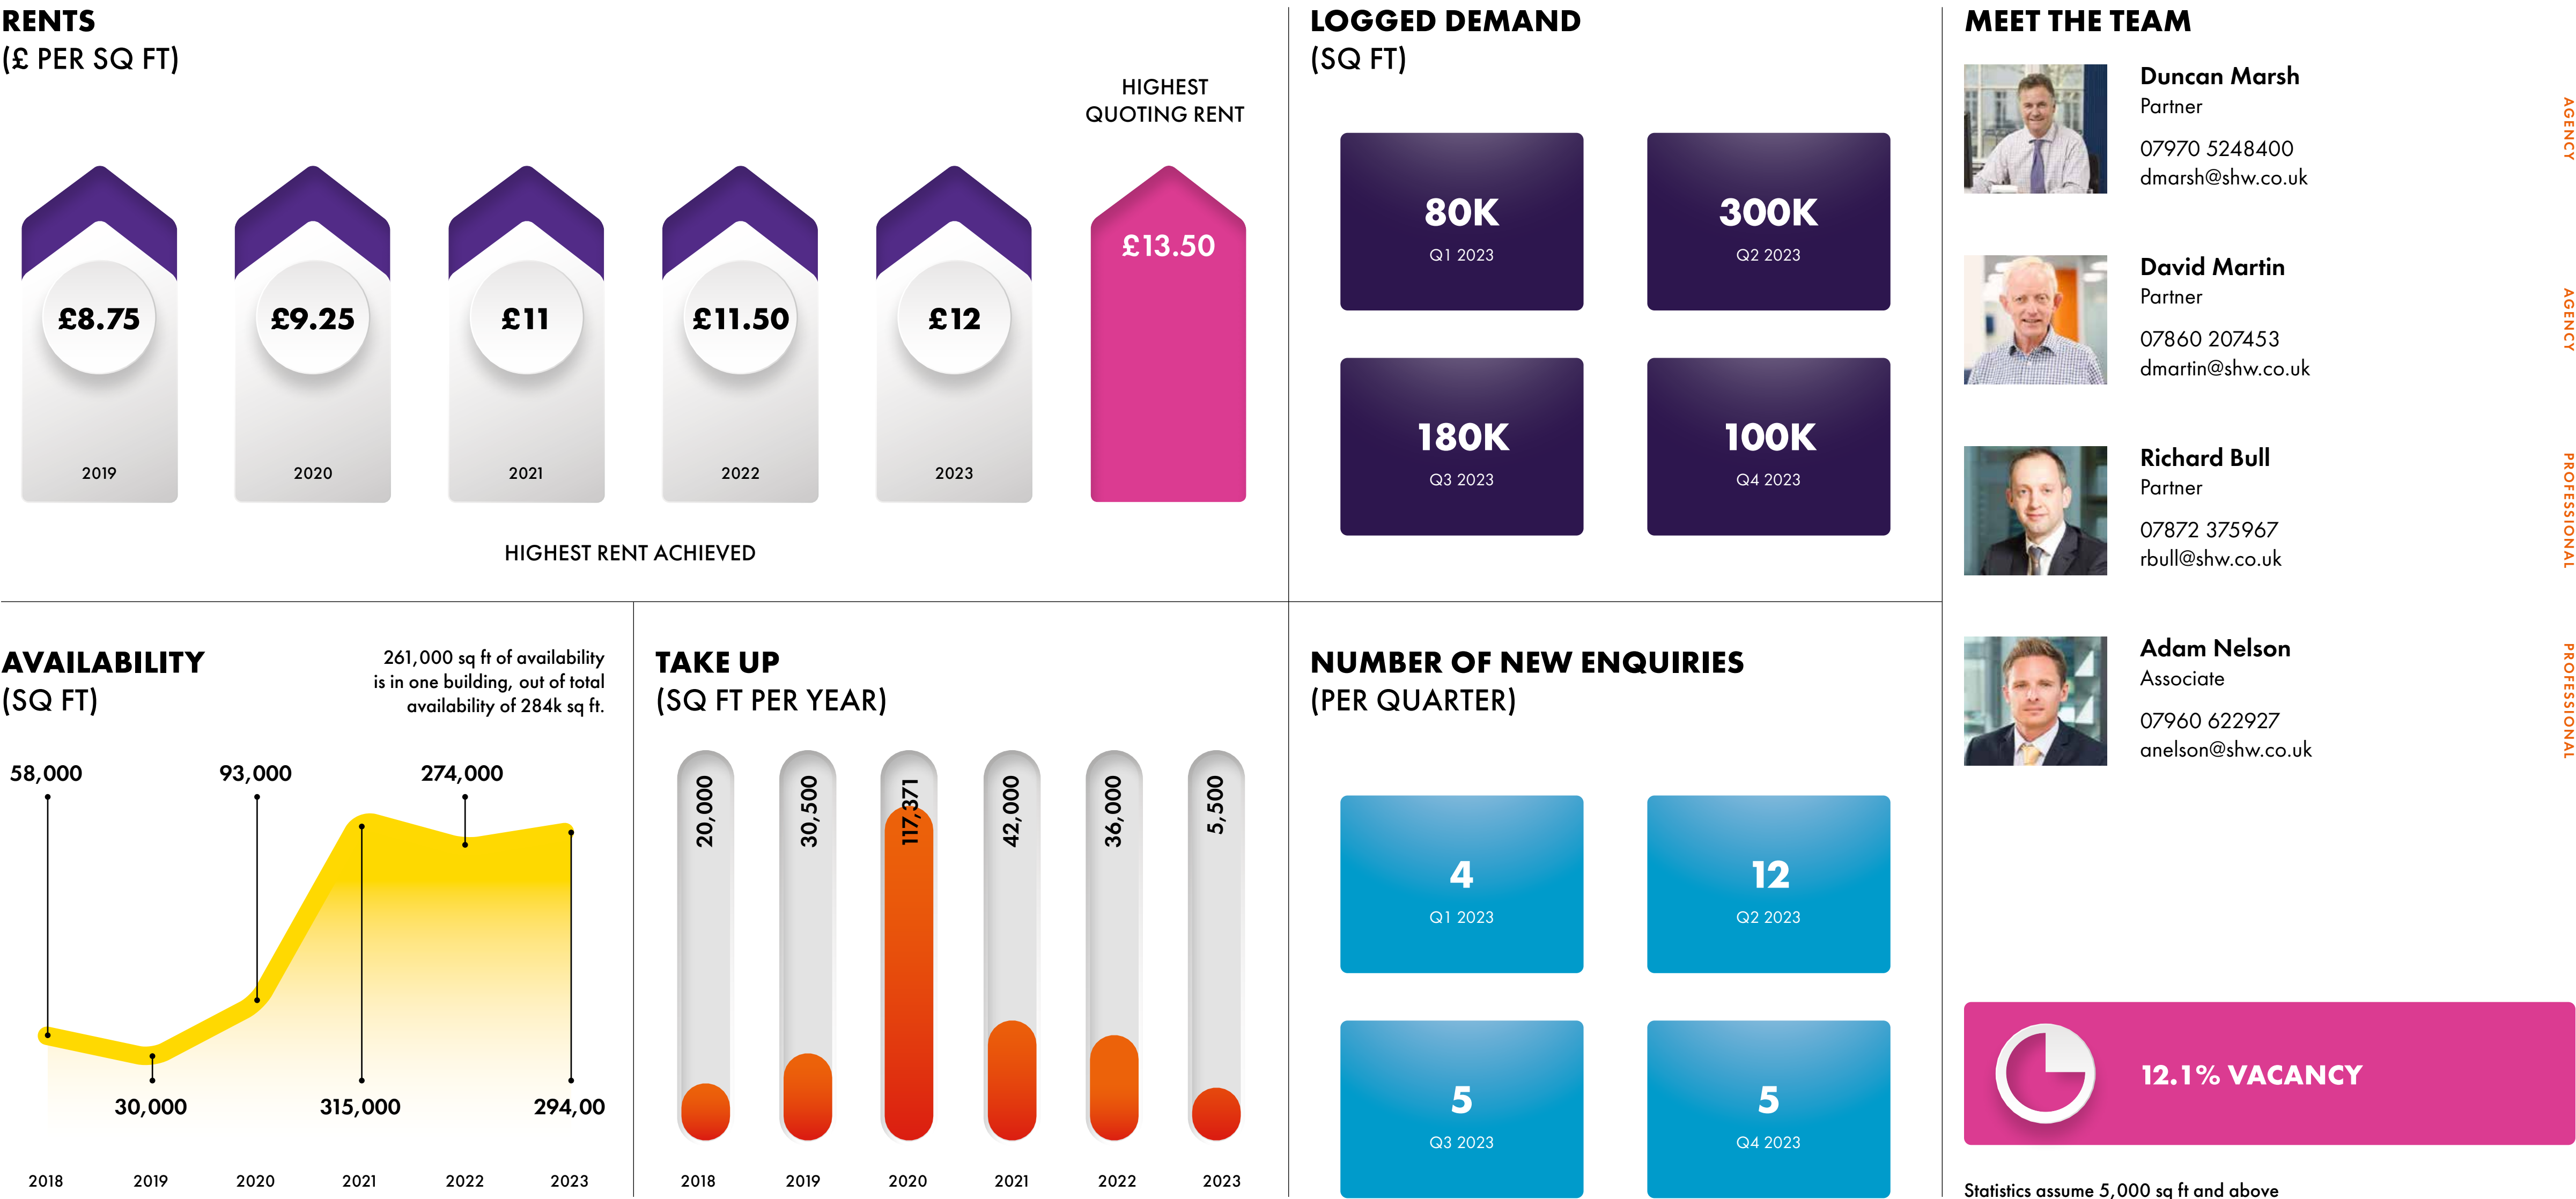 RENTS
(£ PER SQ FT)
HIGHEST
QUOTING RENT
£8.75
£9.25
£11
£11.50
£12
£13.50
2019
2020
2021
2022
2023
HIGHEST RENT ACHIEVED
LOGGED DEMAND
(SQ FT)
80K
Q1 2023
300K
Q2 2023
180K
Q3 2023
100K
Q4 2023
MEET THE TEAM
Duncan Marsh
Partner
07970 5248400
dmarsh@shw.co.uk
AGENCY
David Martin
Partner
07860 207453
dmartin@shw.co.uk
AGENCY
Richard Bull
Partner
07872 375967
rbull@shw.co.uk
PROFESSIONAL
Adam Nelson
Associate
07960 622927
anelson@shw.co.uk
PROFESSIONAL
AVAILABILITY
(SQ FT)
261,000 sq ft of availability
is in one building, out of total
availability of 284k sq ft.
58,000
93,000
274,000
30,000
315,000
294,00
2018
2019
2020
2021
2022
2023
TAKE UP
(SQ FT PER YEAR)
20,000
30,500
117,371
42,000
36,000
5,500
2018
2019
2020
2021
2022
2023
NUMBER OF NEW ENQUIRIES
(PER QUARTER)
4
Q1 2023
12
Q2 2023
5
Q3 2023
5
Q4 2023
12.1% VACANCY
Statistics assume 5,000 sq ft and above